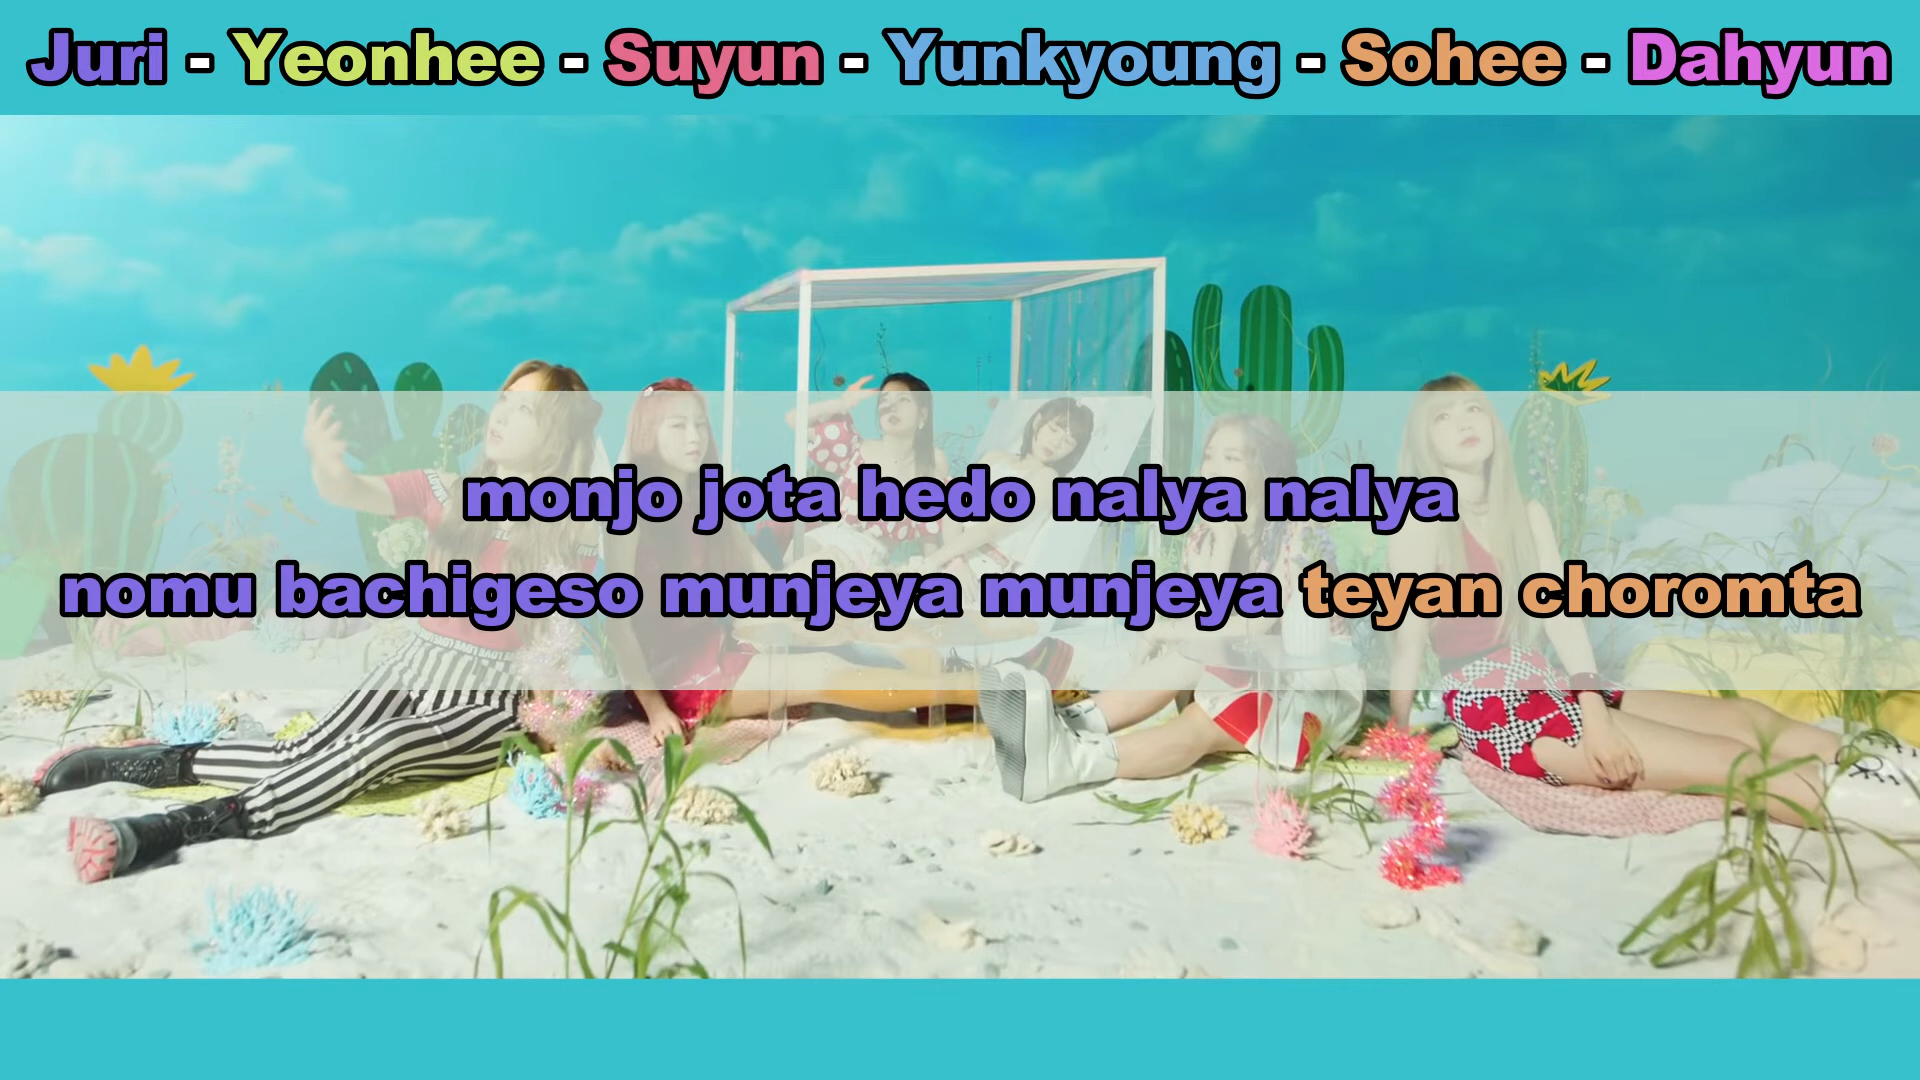 Juri - Yeonhee - Suyun - Yunkyoung - Sohee - Dahyun
monjo jota hedo nalya nalya
nomu bachigeso munjeya munjeya teyan choromta